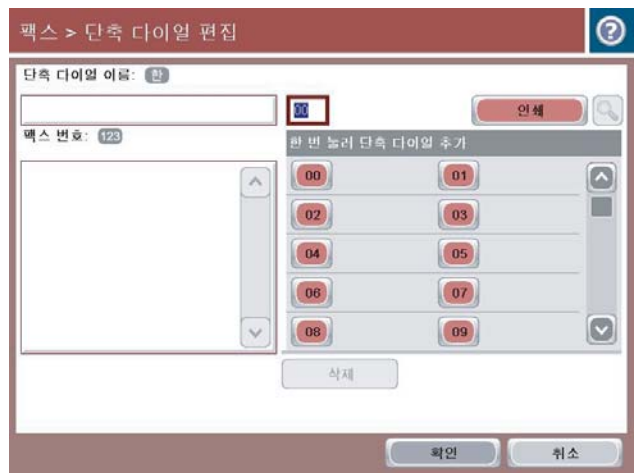 팩스 > 단축 다이얼 편집
?
단축 다이얼 이름: 한
00
인쇄
팩스 번호: 123
한 번 눌러 단축 다이얼 추가
00 01
02 03
04 05
06 07
08 09
삭제
확인 취소